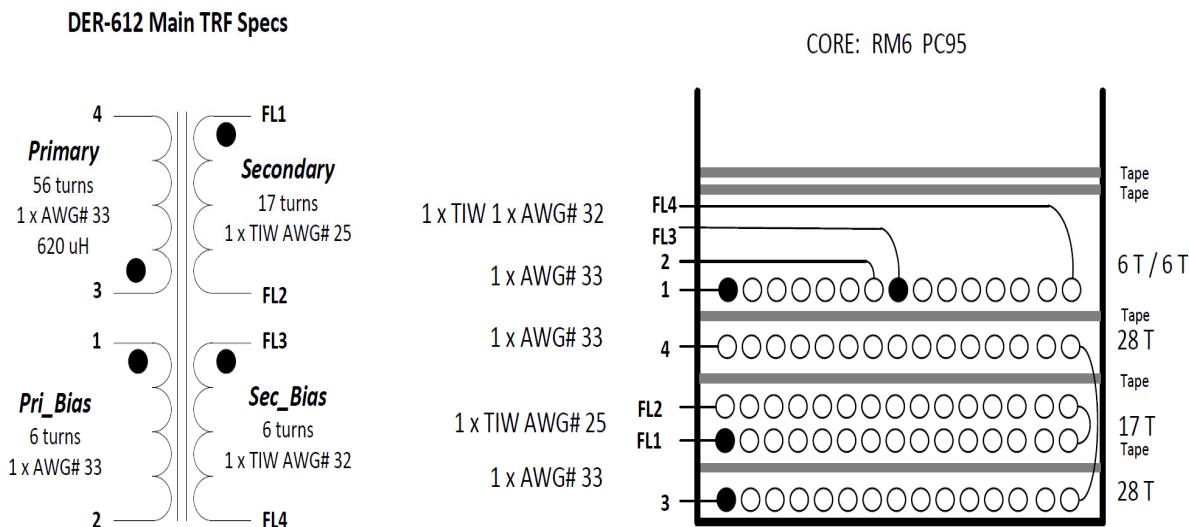 DER-612 Main TRF Specs
4
FL1
Primary
56 turns
1 x AWG# 33
620 uH
Secondary
17 turns
1 x TIW AWG# 25
3
FL2
1
FL3
Pri_Bias
6 turns
1 x AWG# 33
Sec_Bias
6 turns
1 x TIW AWG# 32
2
FL4
CORE: RM6 PC95
Tape
Tape
1 x TIW 1 x AWG# 32
FL4
FL3
2
1 x AWG# 33
1
6 T / 6 T
Tape
1 x AWG# 33
4
28 T
Tape
FL2
1 x TIW AWG# 25
FL1
17 T
Tape
1 x AWG# 33
3
28 T